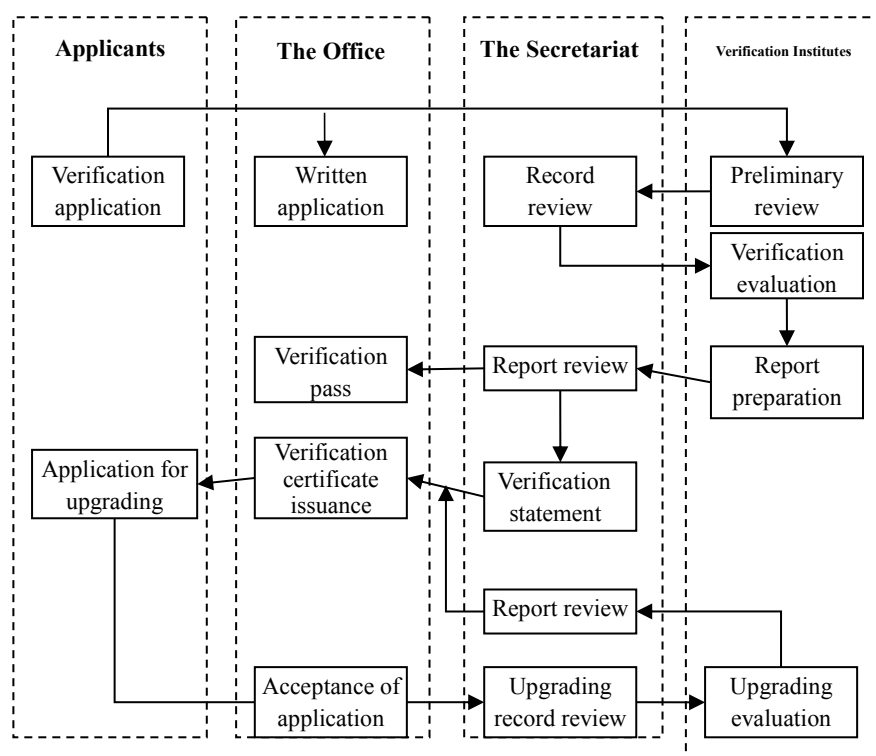 Applicants
The Office
The Secretariat
Verification Institutes
Verification
application
Written
application
Record
review
Preliminary
review
Verification
evaluation
Verification
pass
Report review
Report
preparation
Application for
upgrading
Verification
certificate
issuance
Verification
statement
Report review
Acceptance of
application
Upgrading
record review
Upgrading
evaluation